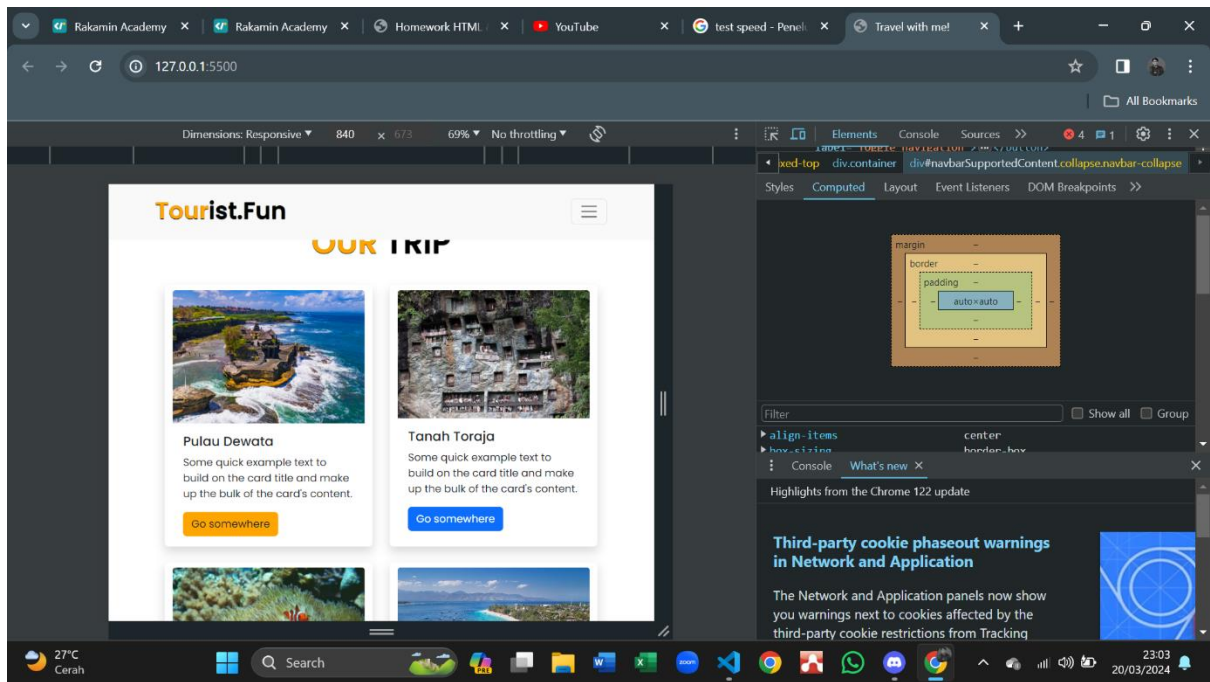 Rakamin Academy
Rakamin Academy
Homework HTML
YouTube
test speed - Penel
Travel with me!
127.0.0.1:5500
All Bookmarks
Dimensions: Responsive 840 x 673 69% No throttling
Elements Console Sources 4 1
label="Toggle navigation"
xed-top div.container div#navbarSupportedContent.collapse.navbar-collapse
Styles Computed Layout Event Listeners DOM Breakpoints
Tourist.Fun
OUR TRIP
Pulau Dewata
Some quick example text to
build on the card title and make
up the bulk of the card's content.
Go somewhere
Tanah Toraja
Some quick example text to
build on the card title and make
up the bulk of the card's content.
Go somewhere
margin –
border –
padding –
– – – auto×auto – – –
–
–
–
Filter Show all Group
align-items center
box-sizing border-box
Console What's new
Highlights from the Chrome 122 update
Third-party cookie phaseout warnings
in Network and Application
The Network and Application panels now show
you warnings next to cookies affected by the
third-party cookie restrictions from Tracking
27°C
Cerah
Search
PRE
zoom
23:03
20/03/2024